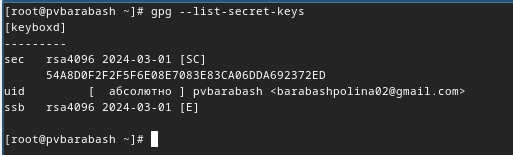 [root@pvbarabash ~]# gpg --list-secret-keys
[keyboxd]
---------
sec   rsa4096 2024-03-01 [SC]
      54A8D0F2F2F5F6E08E7083E83CA06DDA692372ED
uid         [  абсолютно ] pvbarabash <barabashpolina02@gmail.com>
ssb   rsa4096 2024-03-01 [E]

[root@pvbarabash ~]#